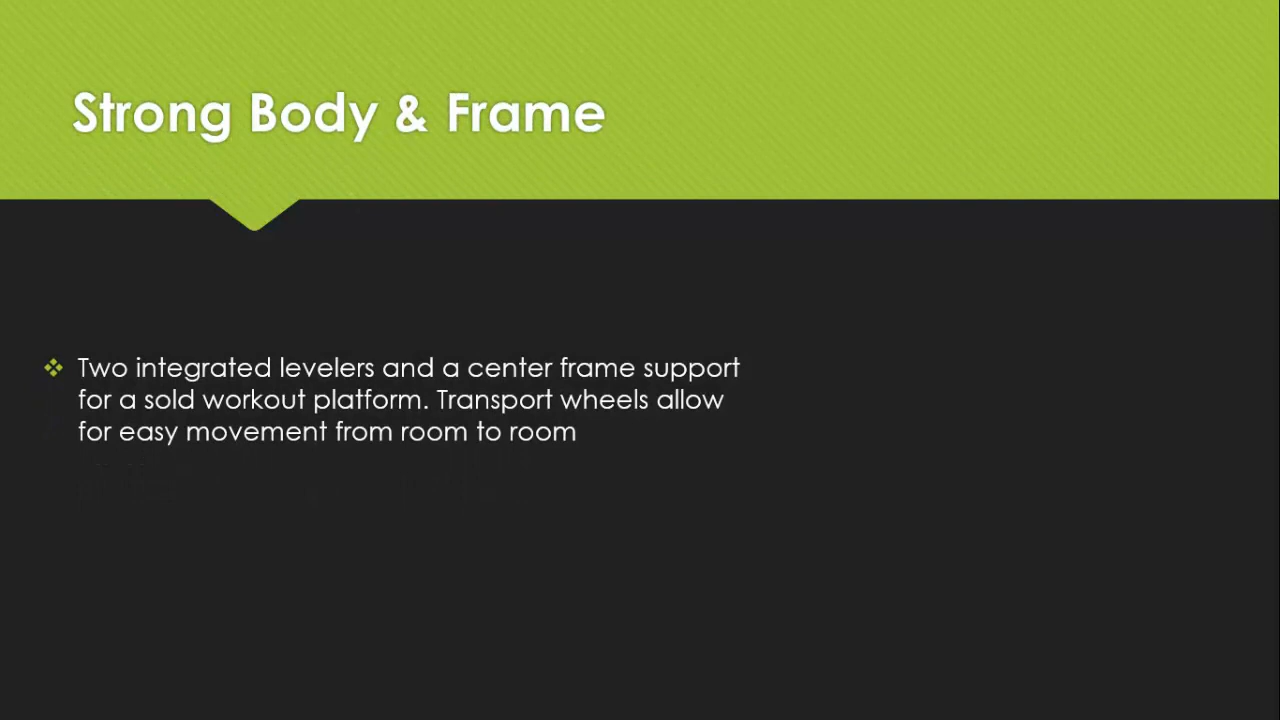 Strong Body & Frame
Two integrated levelers and a center frame support
for a sold workout platform. Transport wheels allow
for easy movement from room to room